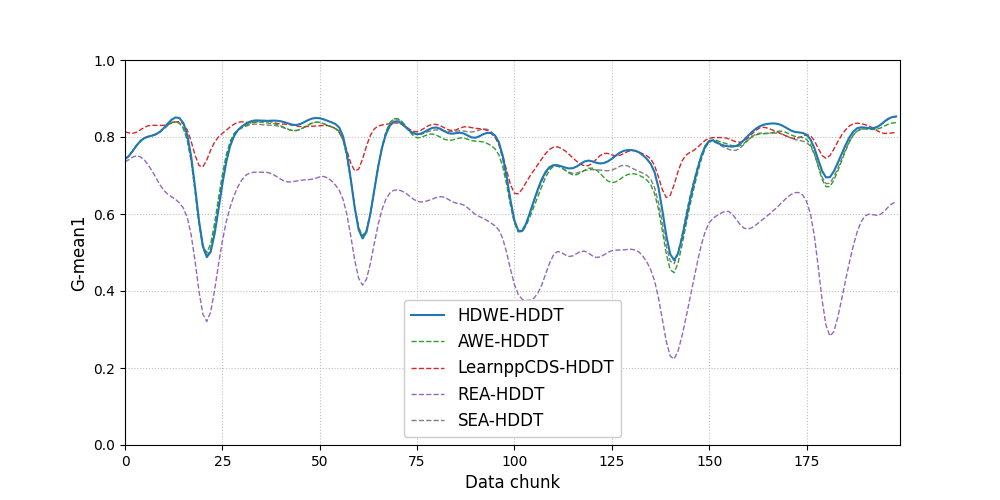 1.0
0.8
0.6
0.4
0.2
0.0
G-mean1
HDWE-HDDT
AWE-HDDT
LearnppCDS-HDDT
REA-HDDT
SEA-HDDT
0 25 50 75 100 125 150 175
Data chunk